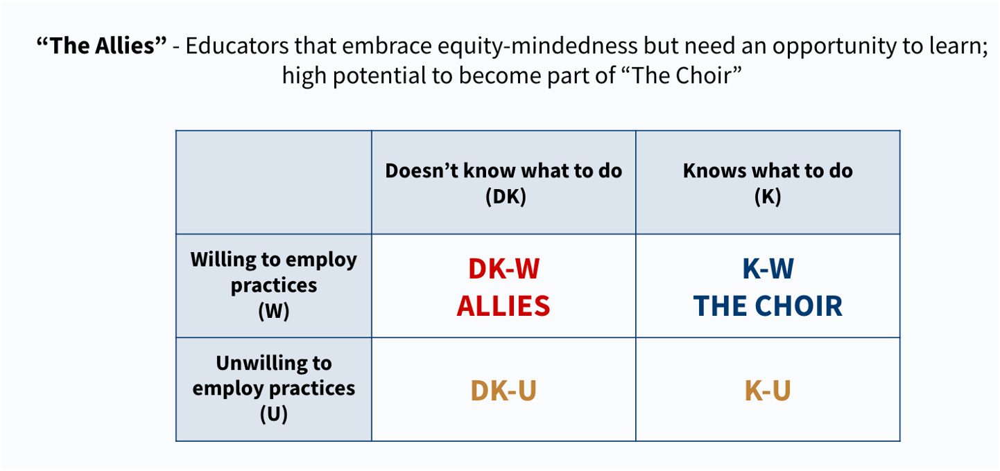 “The Allies” - Educators that embrace equity-mindedness but need an opportunity to learn;
high potential to become part of “The Choir”
Doesn’t know what to do
(DK)
Knows what to do
(K)
Willing to employ
practices
(W)
DK-W
ALLIES
K-W
THE CHOIR
Unwilling to
employ practices
(U)
DK-U
K-U